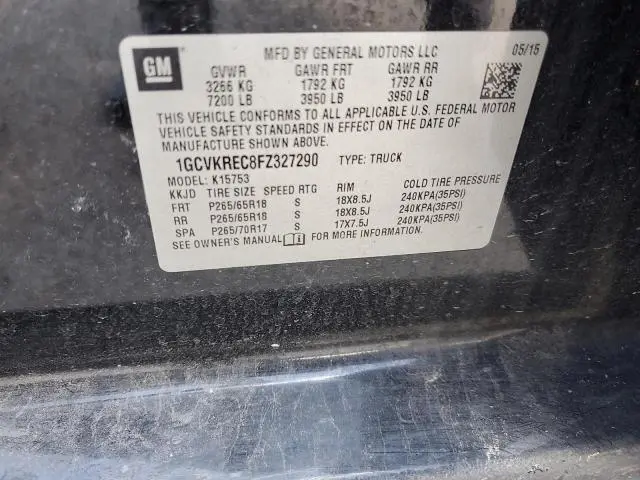 GM
MFD BY GENERAL MOTORS LLC 05/15
GVWR GAWR FRT GAWR RR
3266 KG 1792 KG 1792 KG
7200 LB 3950 LB 3950 LB
THIS VEHICLE CONFORMS TO ALL APPLICABLE U.S. FEDERAL MOTOR
VEHICLE SAFETY STANDARDS IN EFFECT ON THE DATE OF
MANUFACTURE SHOWN ABOVE.
1GCVKREC8FZ327290 TYPE: TRUCK
MODEL: K15753
KKJD TIRE SIZE SPEED RTG RIM COLD TIRE PRESSURE
FRT P265/65R18 S 18X8.5J 240KPA(35PSI)
RR P265/65R18 S 18X8.5J 240KPA(35PSI)
SPA P265/70R17 S 17X7.5J 240KPA(35PSI)
SEE OWNER'S MANUAL FOR MORE INFORMATION.